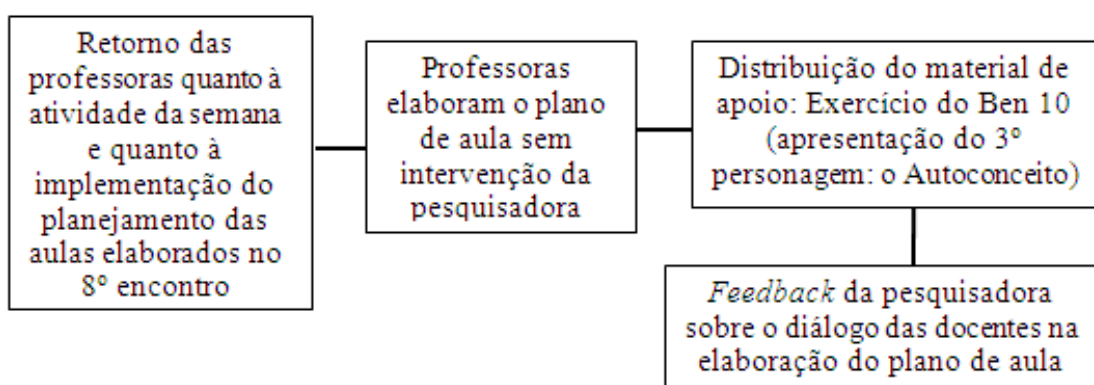 Retorno das
professoras quanto à
atividade da semana
e quanto à
implementação do
planejamento das
aulas elaborados no
8º encontro
Professoras
elaboram o plano
de aula sem
intervenção da
pesquisadora
Distribuição do material de
apoio: Exercício do Ben 10
(apresentação do 3º
personagem: o Autoconceito)
Feedback da pesquisadora
sobre o diálogo das docentes na
elaboração do plano de aula